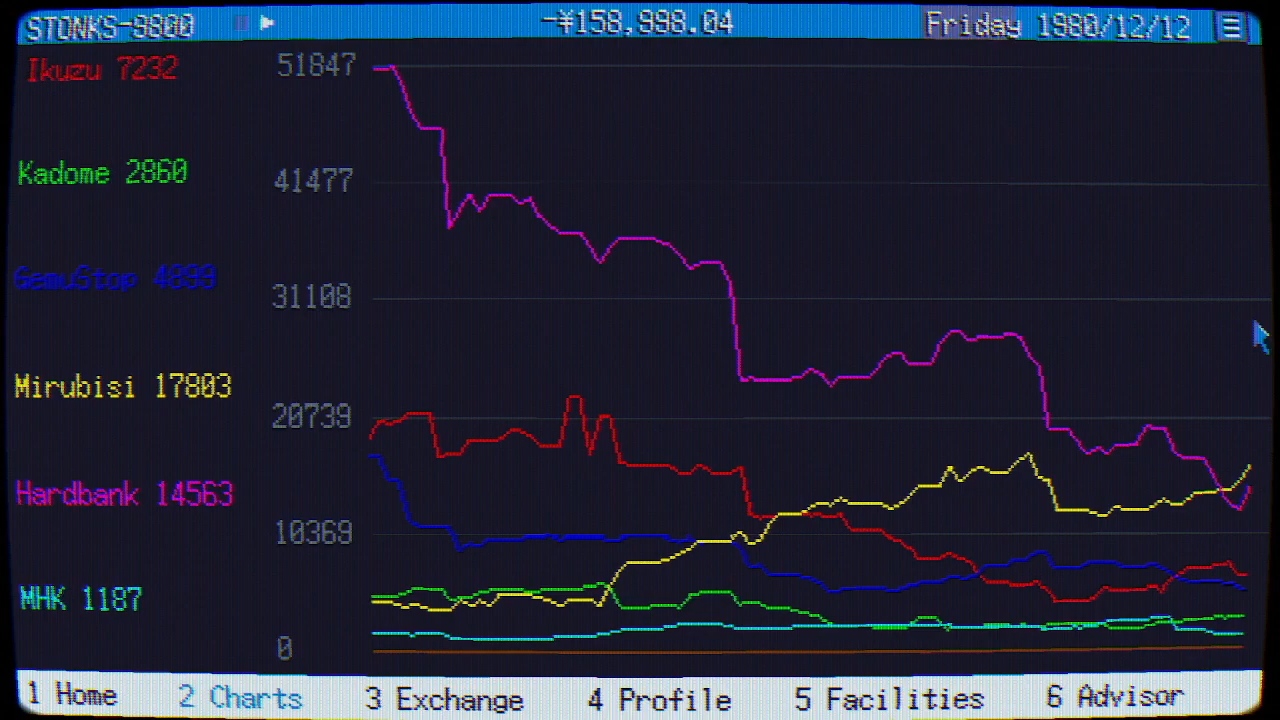 STONKS-9800 -¥158,998.04 Friday 1980/12/12
Ikuzu 7232
51847
Kadome 2860
41477
GemuStop 4899
31108
Mirubisi 17803
20739
Hardbank 14563
10369
MHK 1187
0
1 Home 2 Charts 3 Exchange 4 Profile 5 Facilities 6 Advisor